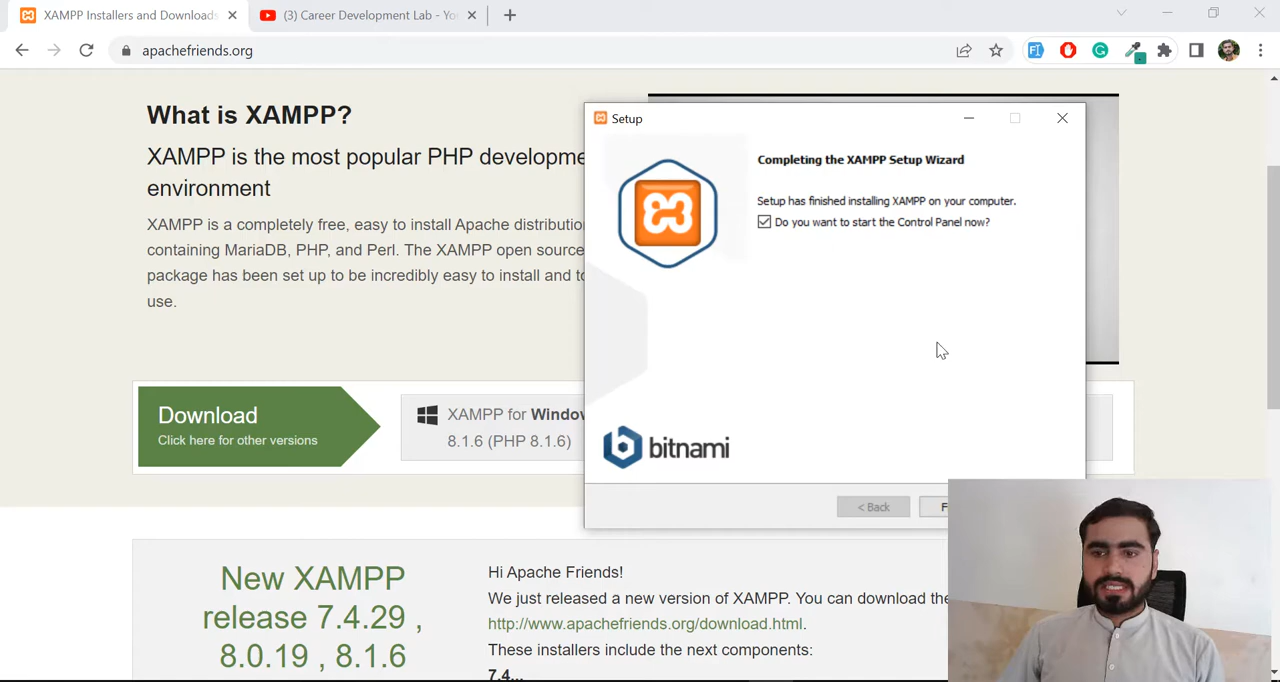 XAMPP Installers and Downloads
(3) Career Development Lab - Yo
apachefriends.org
What is XAMPP?
XAMPP is the most popular PHP developme
environment
XAMPP is a completely free, easy to install Apache distributio
containing MariaDB, PHP, and Perl. The XAMPP open source
package has been set up to be incredibly easy to install and to
use.
Setup
Completing the XAMPP Setup Wizard
Setup has finished installing XAMPP on your computer.
Do you want to start the Control Panel now?
bitnami
< Back
F
Download
Click here for other versions
XAMPP for Windo
8.1.6 (PHP 8.1.6)
New XAMPP
release 7.4.29 ,
8.0.19 , 8.1.6
Hi Apache Friends!
We just released a new version of XAMPP. You can download the
http://www.apachefriends.org/download.html.
These installers include the next components:
7.4...